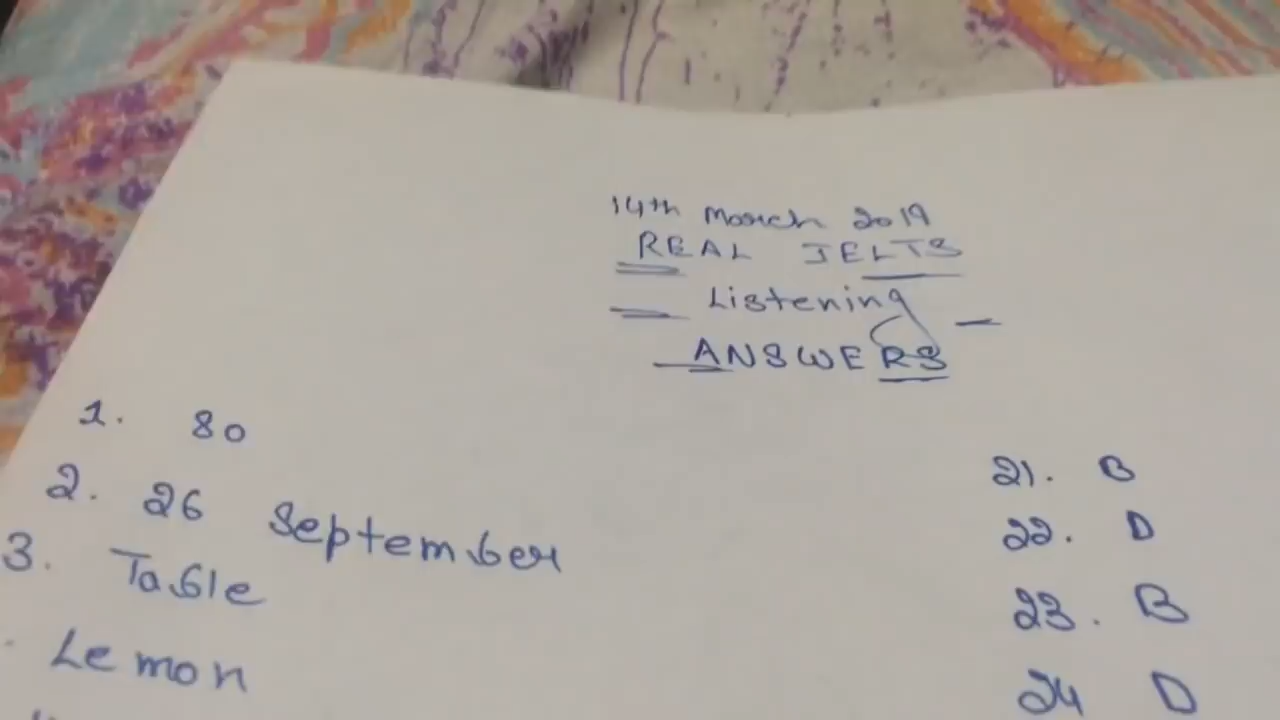 14th March 2019
REAL IELTS
Listening
ANSWERS
1. 80
2. 26 September
3. Table
Lemon
21. B
22. D
23. B
24 D